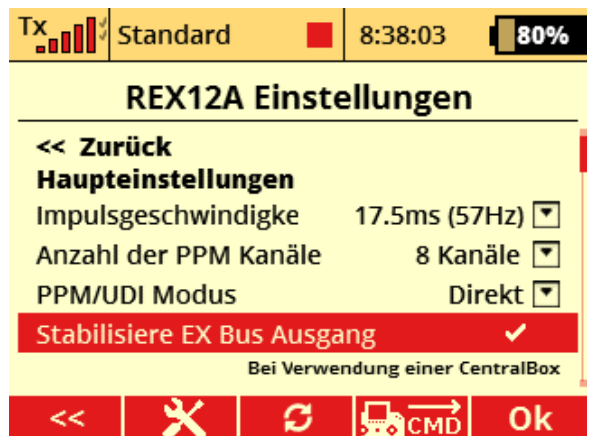 Tx Standard 8:38:03 80%
REX12A Einstellungen
<< Zurück
Haupteinstellungen
Impulsgeschwindigke 17.5ms (57Hz)
Anzahl der PPM Kanäle 8 Kanäle
PPM/UDI Modus Direkt
Stabilisiere EX Bus Ausgang
Bei Verwendung einer CentralBox
<< CMD Ok